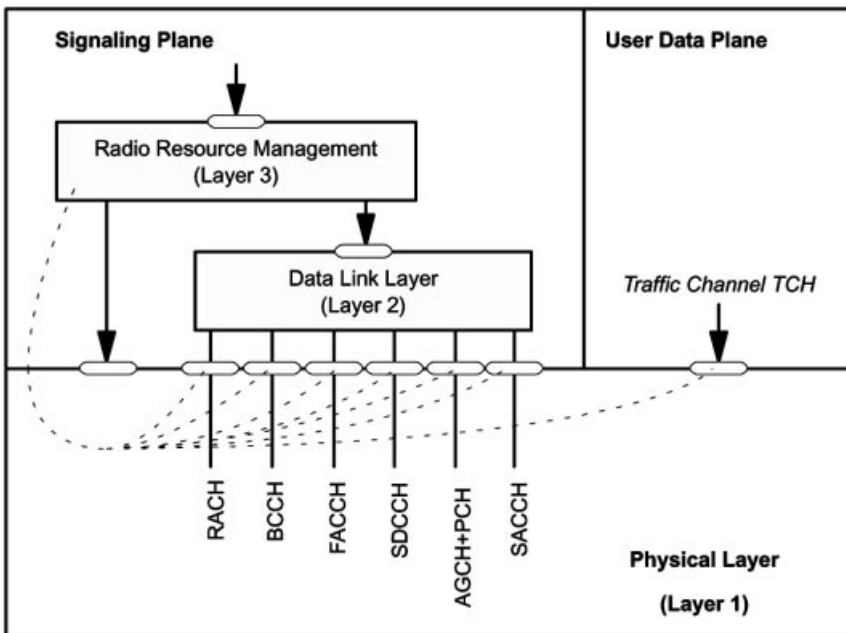 Signaling Plane
User Data Plane
Radio Resource Management
(Layer 3)
Data Link Layer
(Layer 2)
Traffic Channel TCH
RACH
BCCH
FACCH
SDCCH
AGCH+PCH
SACCH
Physical Layer
(Layer 1)